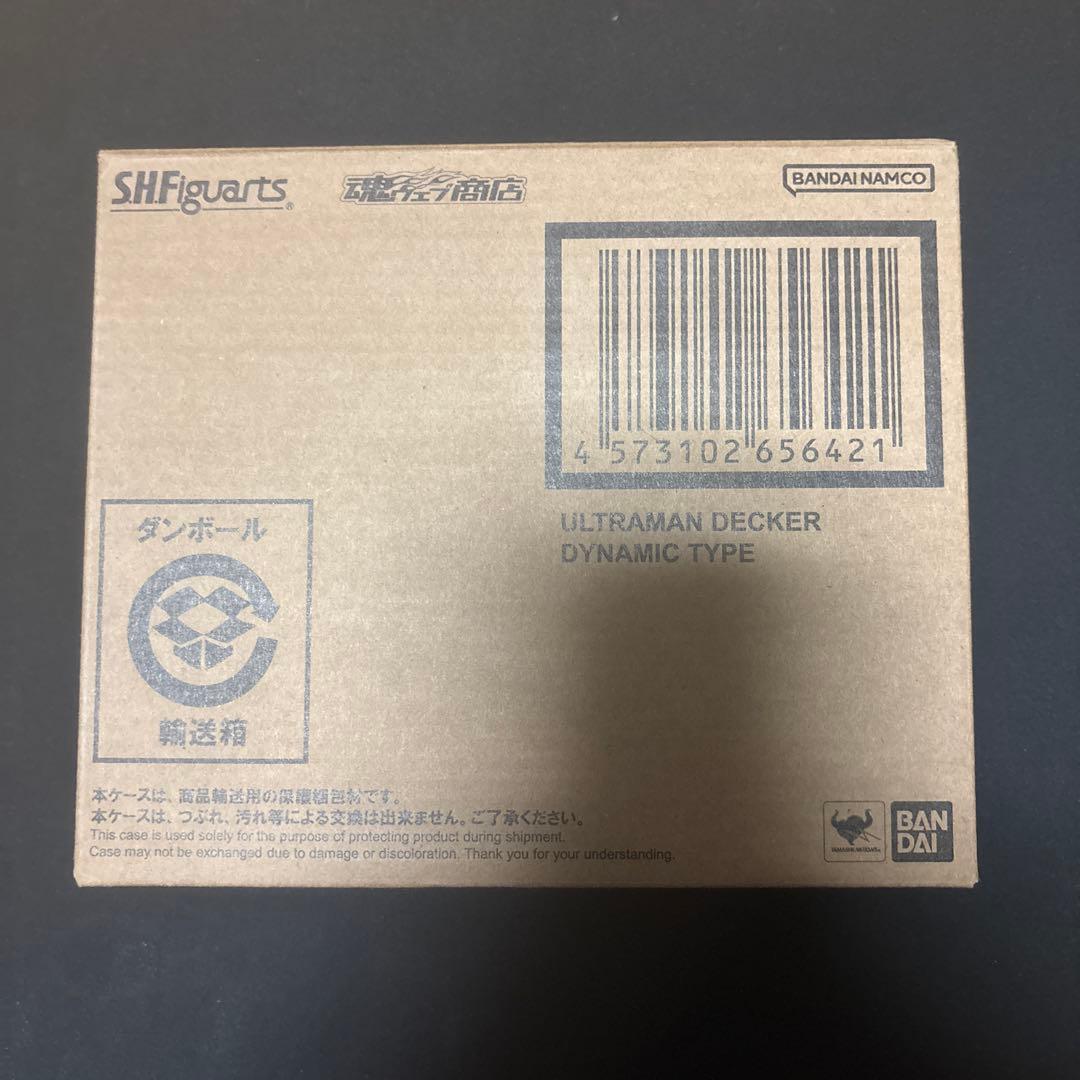 S.H.Figuarts®
魂ウェブ商店
BANDAI NAMCO
4 573102 656421
ULTRAMAN DECKER
DYNAMIC TYPE
ダンボール
輸送箱
本ケースは、商品輸送用の保護梱包材です。
本ケースは、つぶれ、汚れ等による交換は出来ません。ご了承ください。
This case is used solely for the purpose of protecting product during shipment.
Case may not be exchanged due to damage or discoloration. Thank you for your understanding.
TAMASHII NATIONS
BAN
DAI